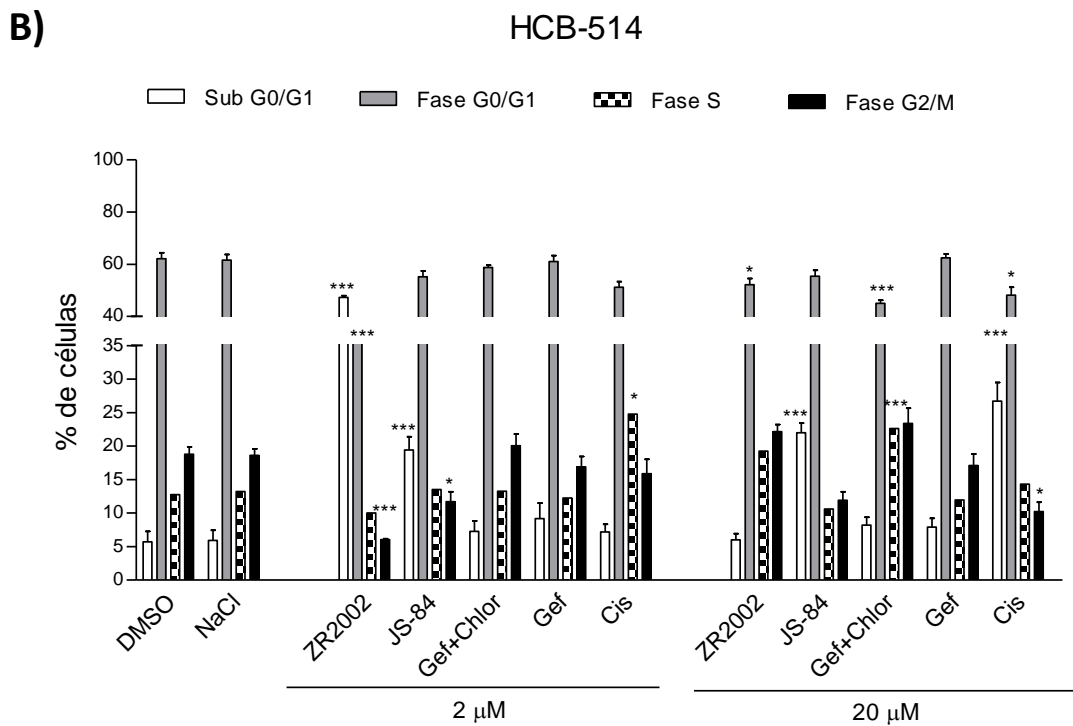 B)
HCB-514
Sub G0/G1 Fase G0/G1 Fase S Fase G2/M
% de células
100
80
60
40
35
30
25
20
15
10
5
0
*** *** *** * *** * * *** *** *** * *** *
DMSO NaCl ZR2002 JS-84 Gef+Chlor Gef Cis ZR2002 JS-84 Gef+Chlor Gef Cis
2 μM 20 μM